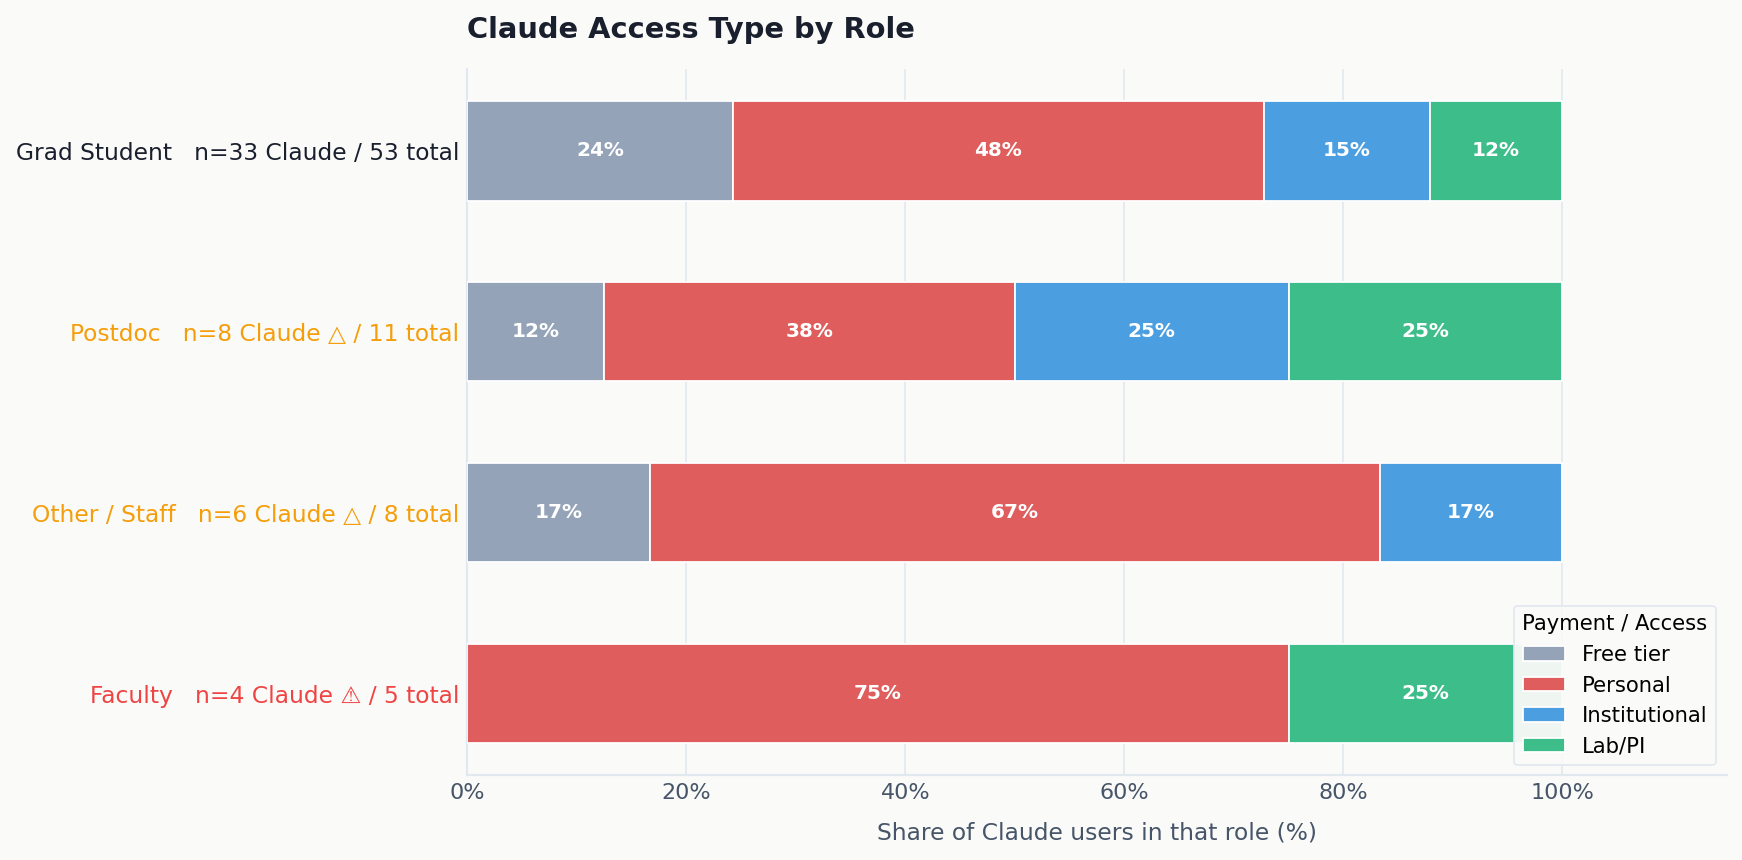 Claude Access Type by Role
Grad Student n=33 Claude / 53 total
24% 48% 15% 12%
Postdoc n=8 Claude △ / 11 total
12% 38% 25% 25%
Other / Staff n=6 Claude △ / 8 total
17% 67% 17%
Faculty n=4 Claude ⚠ / 5 total
75% 25%
Payment / Access
Free tier
Personal
Institutional
Lab/PI
0% 20% 40% 60% 80% 100%
Share of Claude users in that role (%)